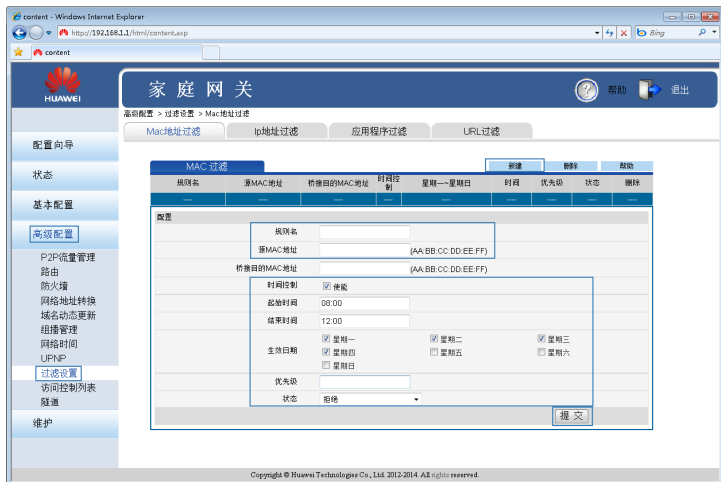 content - Windows Internet Explorer
http://192.168.1.1/html/content.asp
Bing
content
HUAWEI
家庭网关
帮助
退出
高级配置 > 过滤设置 > Mac地址过滤
Mac地址过滤 Ip地址过滤 应用程序过滤 URL过滤
配置向导
状态
基本配置
高级配置
P2P流量管理
路由
防火墙
网络地址转换
域名动态更新
组播管理
网络时间
UPNP
过滤设置
访问控制列表
隧道
维护
MAC 过滤
新建 删除 帮助
规则名 源MAC地址 桥接目的MAC地址 时间控制 星期一~星期日 时间 优先级 状态 删除
---- ---- ---- ---- ---- ---- ---- ---- ----
配置
规则名
源MAC地址 (AA:BB:CC:DD:EE:FF)
桥接目的MAC地址 (AA:BB:CC:DD:EE:FF)
时间控制 使能
起始时间 08:00
结束时间 12:00
生效日期
星期一 星期二 星期三
星期四 星期五 星期六
星期日
优先级
状态 拒绝
提交
Copyright © Huawei Technologies Co., Ltd. 2012-2014. All rights reserved.